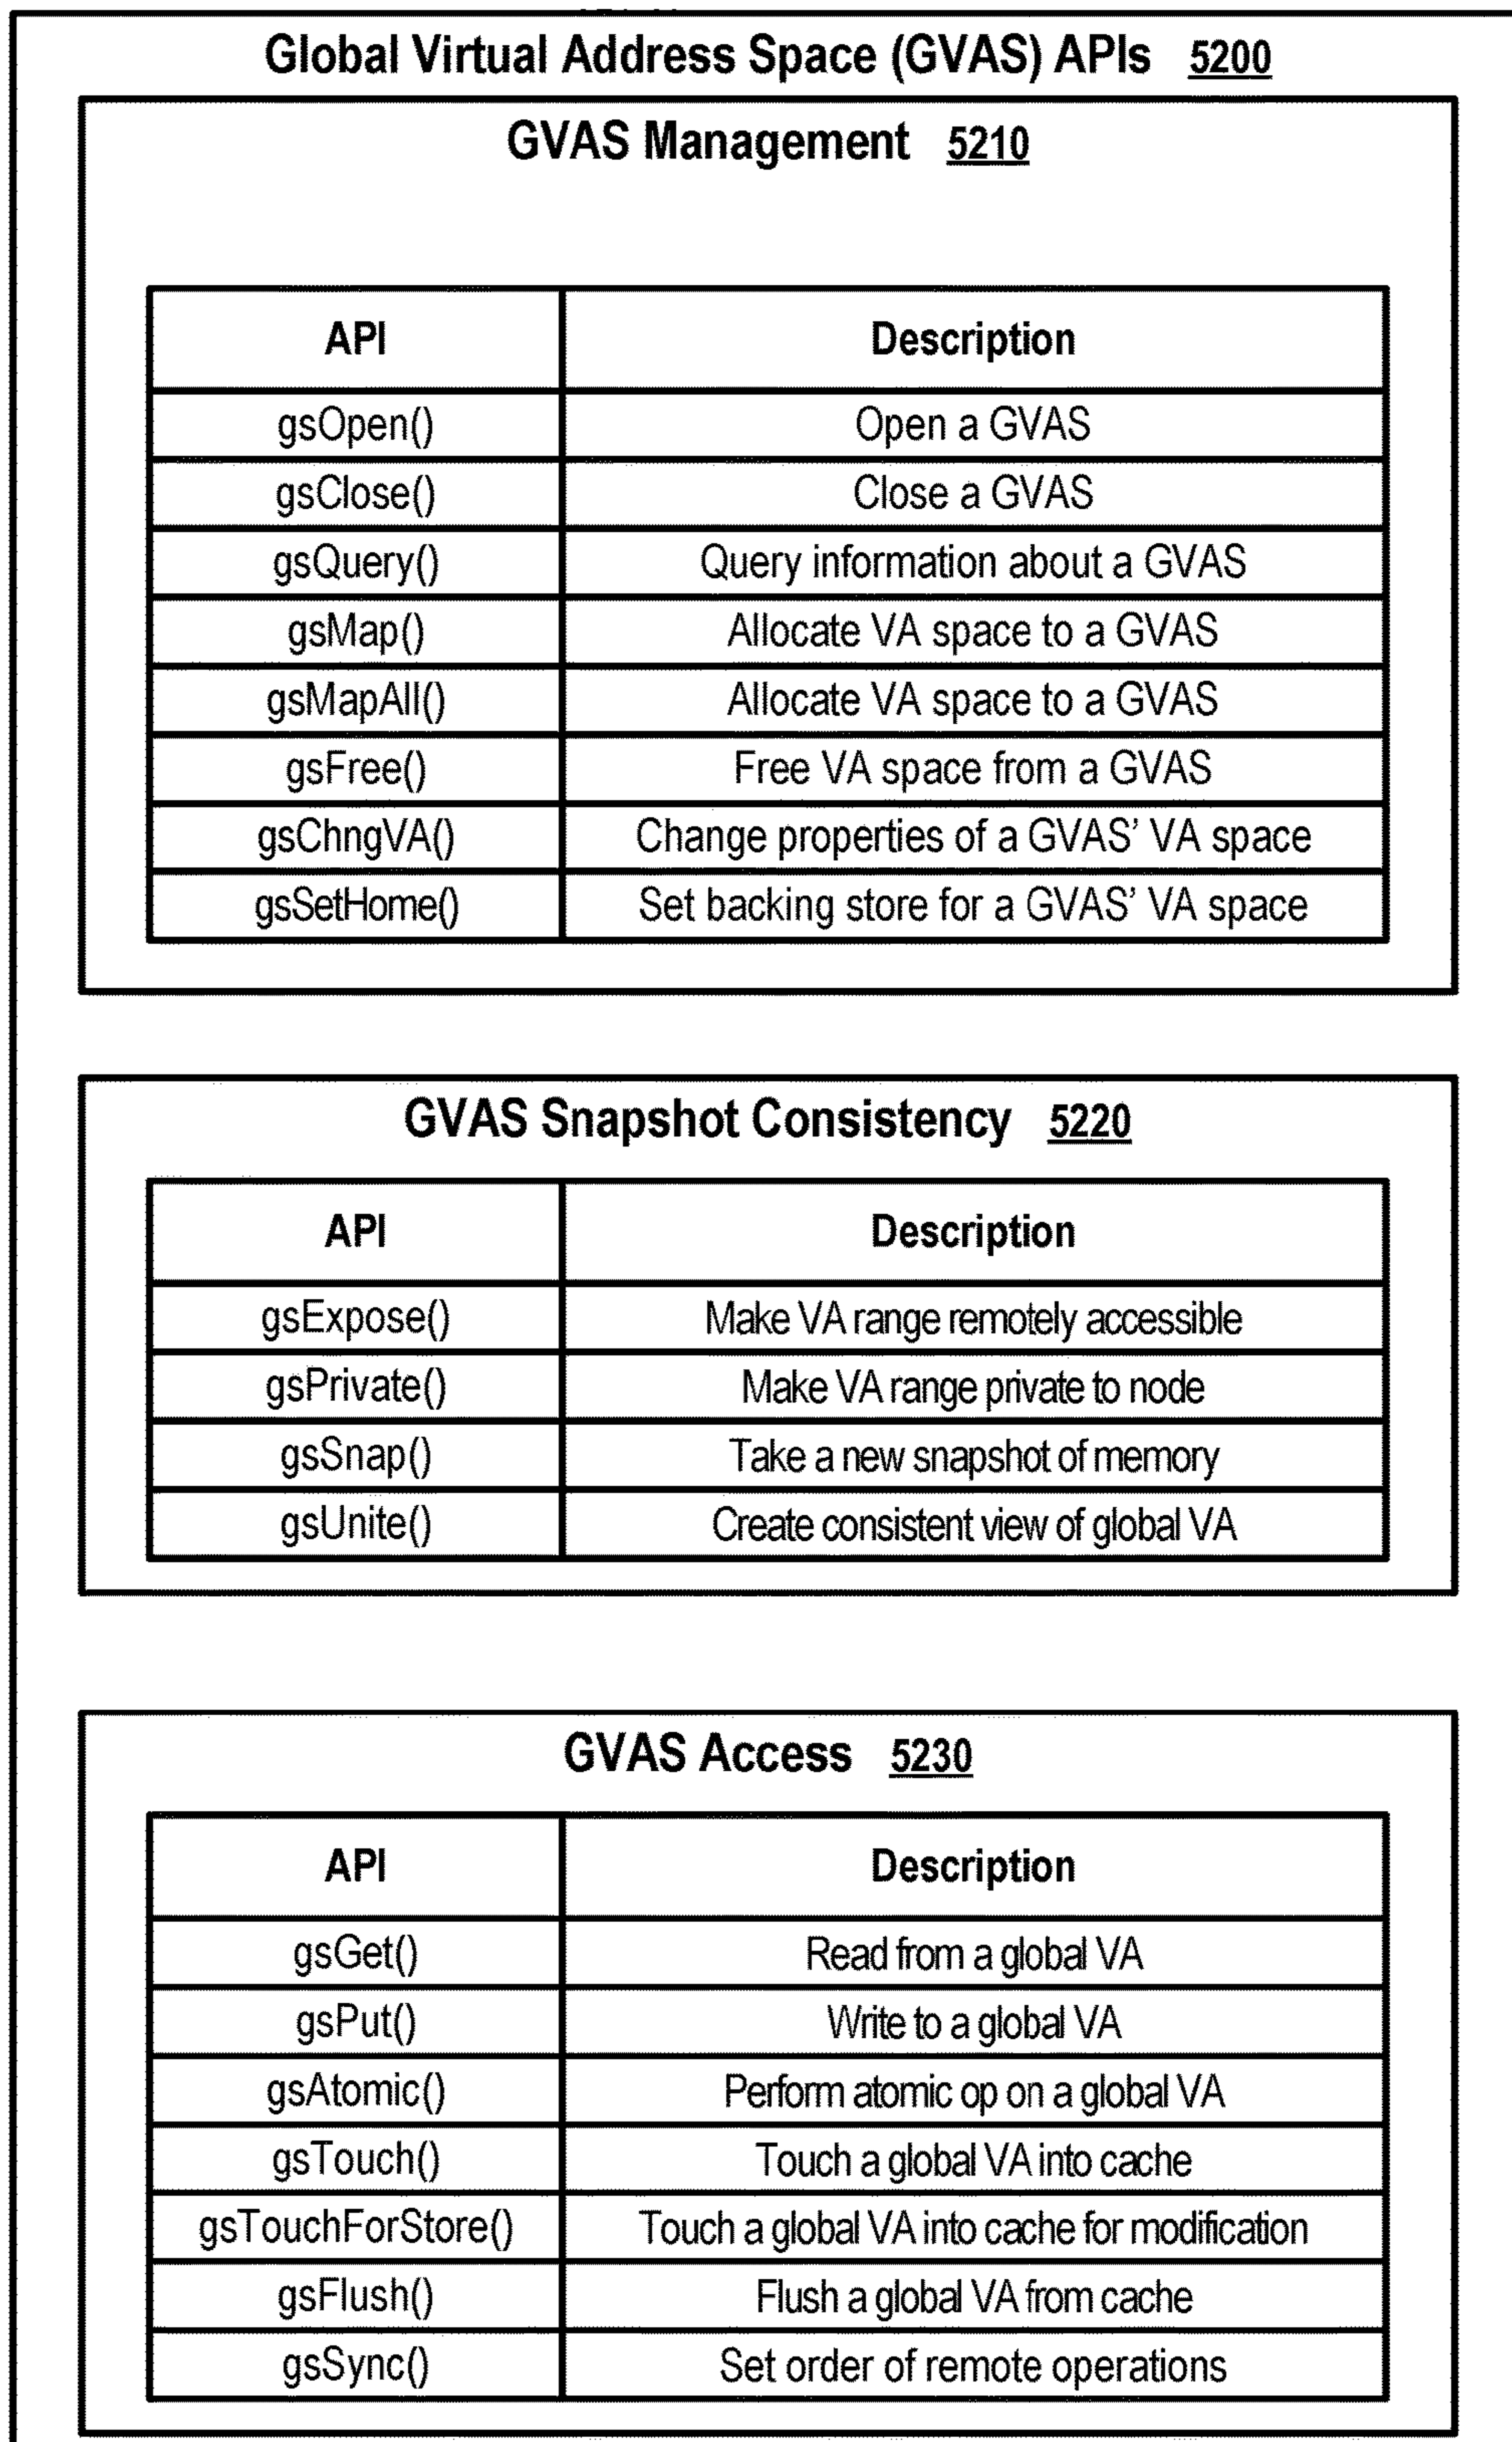 Global Virtual Address Space (GVAS) APIs 5200
GVAS Management 5210
API Description
gsOpen() Open a GVAS
gsClose() Close a GVAS
gsQuery() Query information about a GVAS
gsMap() Allocate VA space to a GVAS
gsMapAll() Allocate VA space to a GVAS
gsFree() Free VA space from a GVAS
gsChngVA() Change properties of a GVAS’ VA space
gsSetHome() Set backing store for a GVAS’ VA space
GVAS Snapshot Consistency 5220
API Description
gsExpose() Make VA range remotely accessible
gsPrivate() Make VA range private to node
gsSnap() Take a new snapshot of memory
gsUnite() Create consistent view of global VA
GVAS Access 5230
API Description
gsGet() Read from a global VA
gsPut() Write to a global VA
gsAtomic() Perform atomic op on a global VA
gsTouch() Touch a global VA into cache
gsTouchForStore() Touch a global VA into cache for modification
gsFlush() Flush a global VA from cache
gsSync() Set order of remote operations